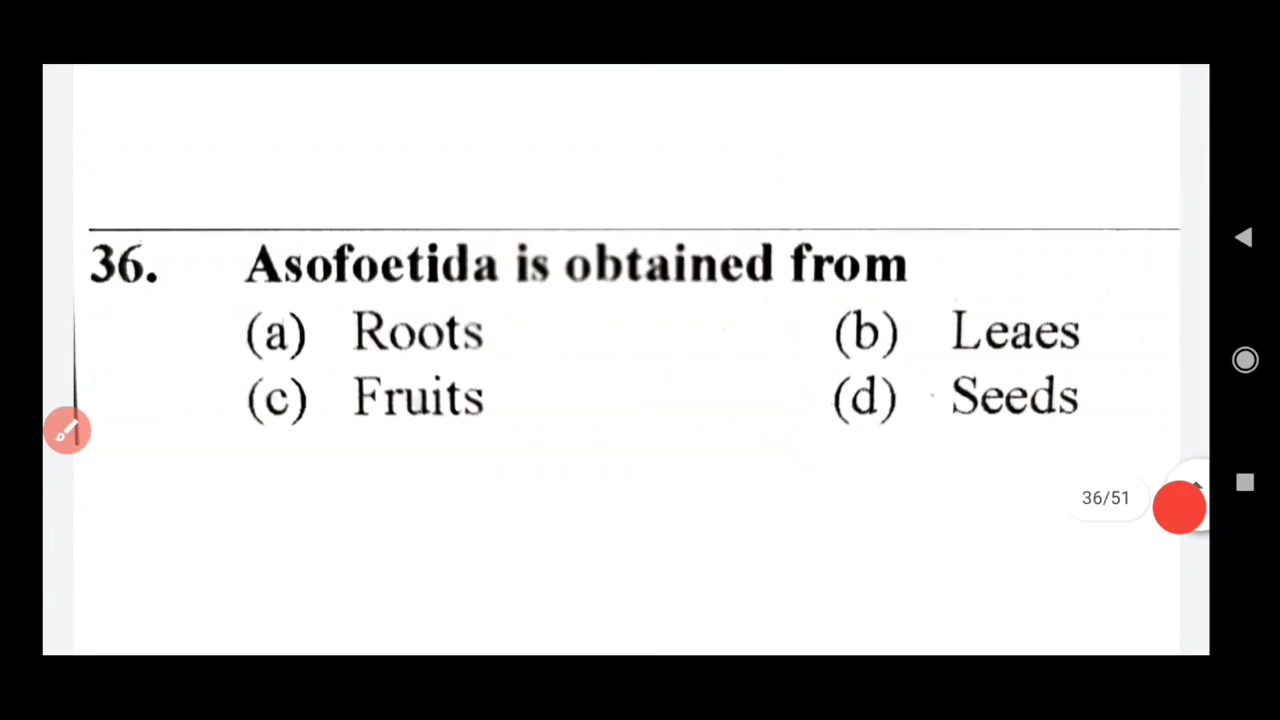 36. Asofoetida is obtained from
(a) Roots (b) Leaes
(c) Fruits (d) Seeds
36/51